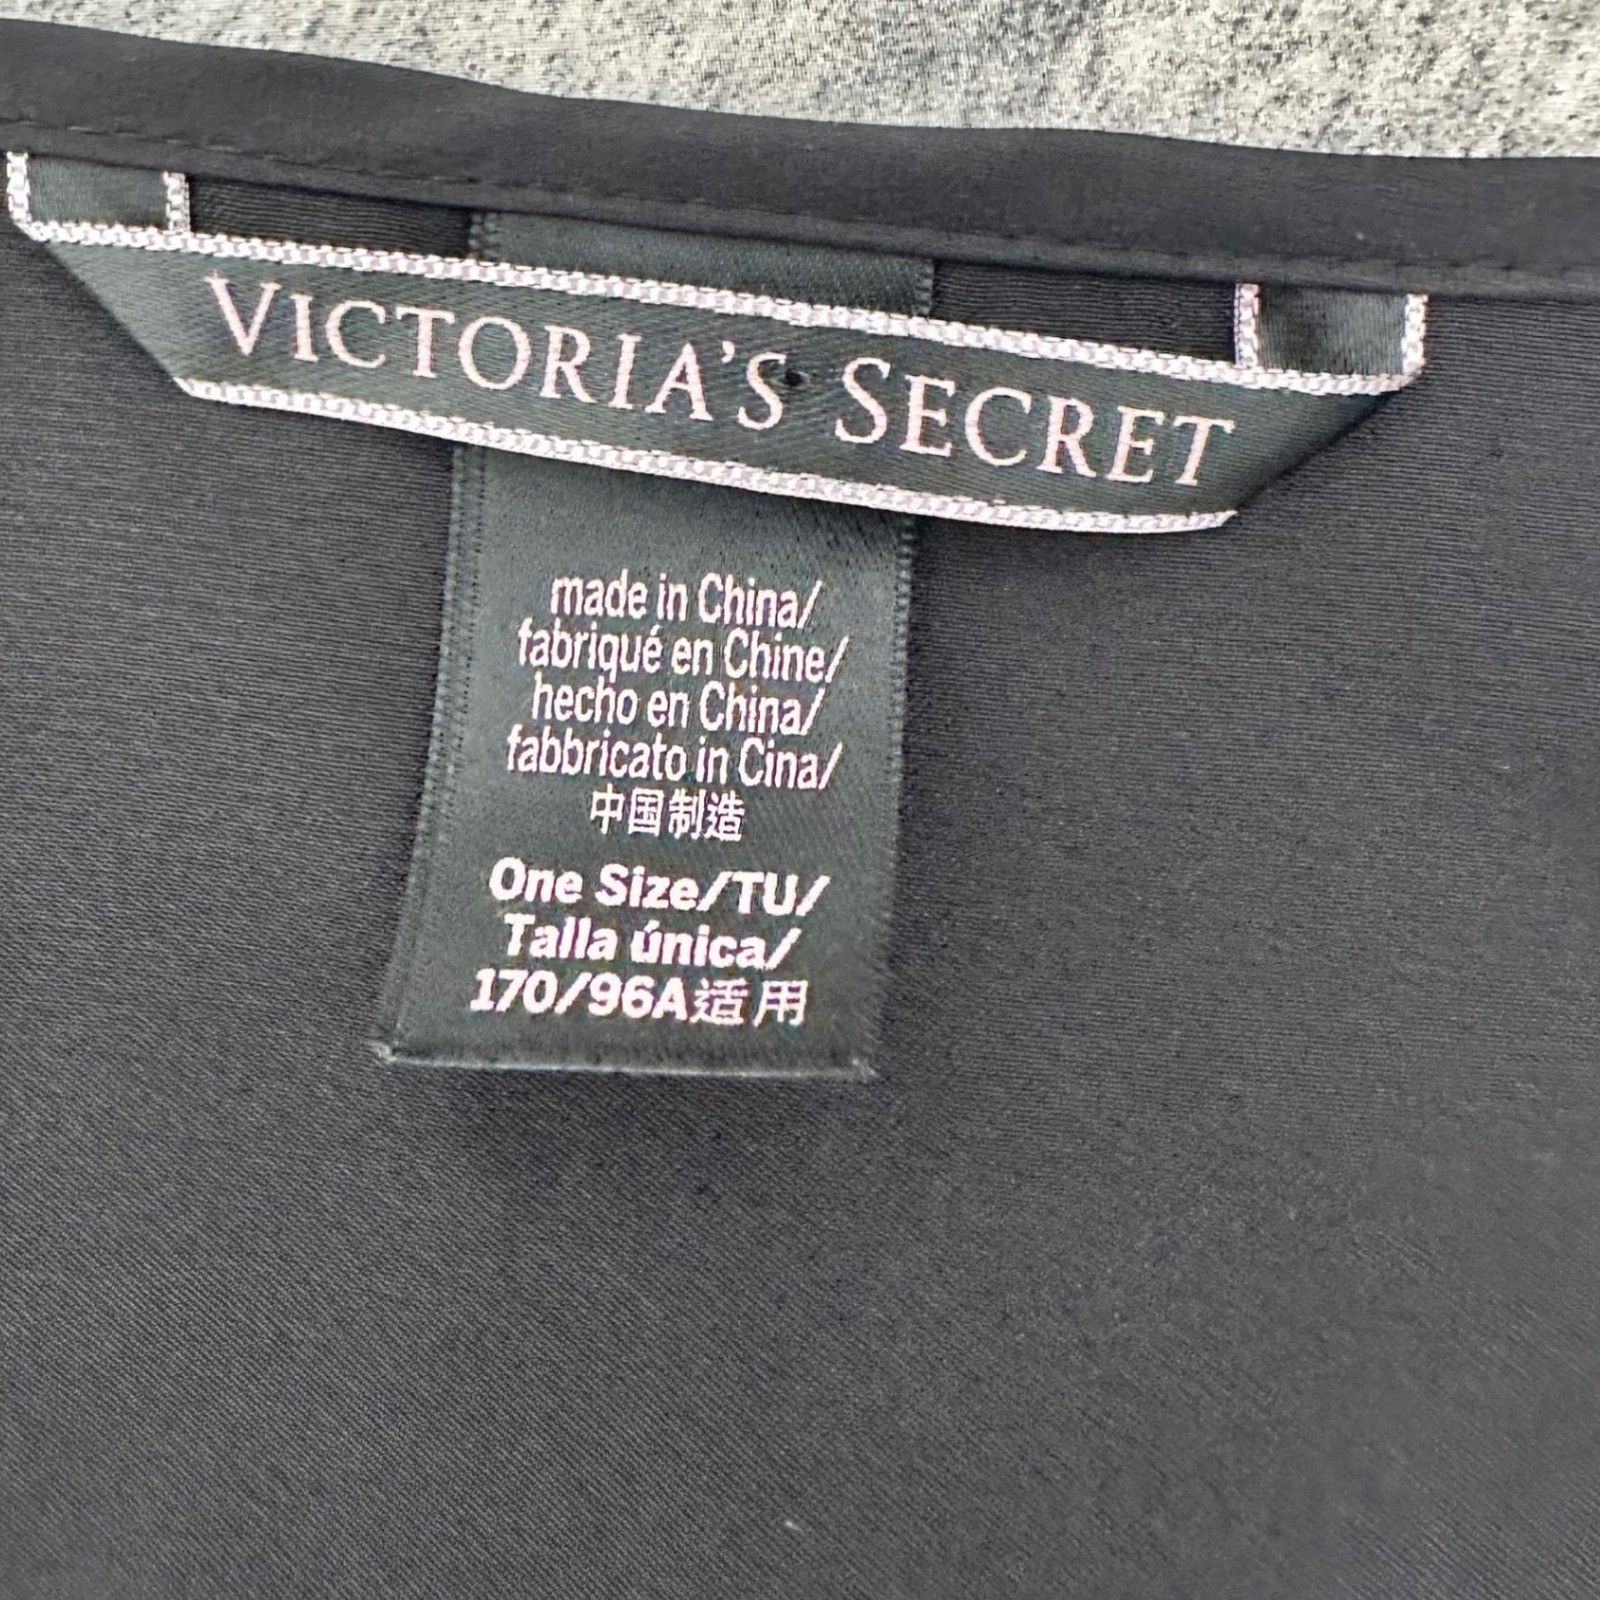 VICTORIA'S SECRET
made in China/
fabriqué en Chine/
hecho en China/
fabbricato in Cina/
中国制造
One Size/TU/
Talla única/
170/96A适用